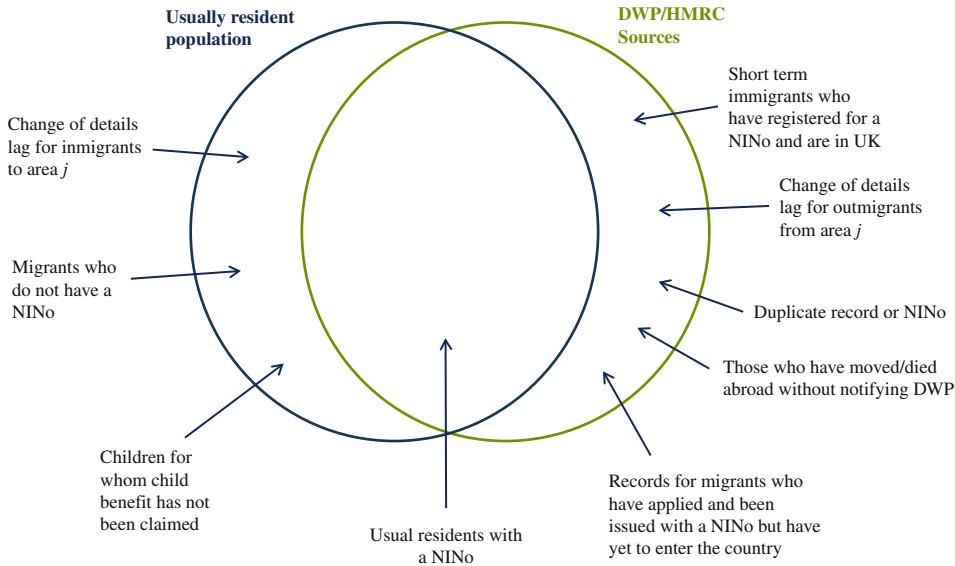 Usually resident
population
DWP/HMRC
Sources
Short term
immigrants who
have registered for a
NINo and are in UK
Change of details
lag for inmigrants
to area j
Change of details
lag for outmigrants
from area j
Migrants who
do not have a
NINo
Duplicate record or NINo
Those who have moved/died
abroad without notifying DWP
Children for
whom child
benefit has not
been claimed
Usual residents with
a NINo
Records for migrants who
have applied and been
issued with a NINo but have
yet to enter the country